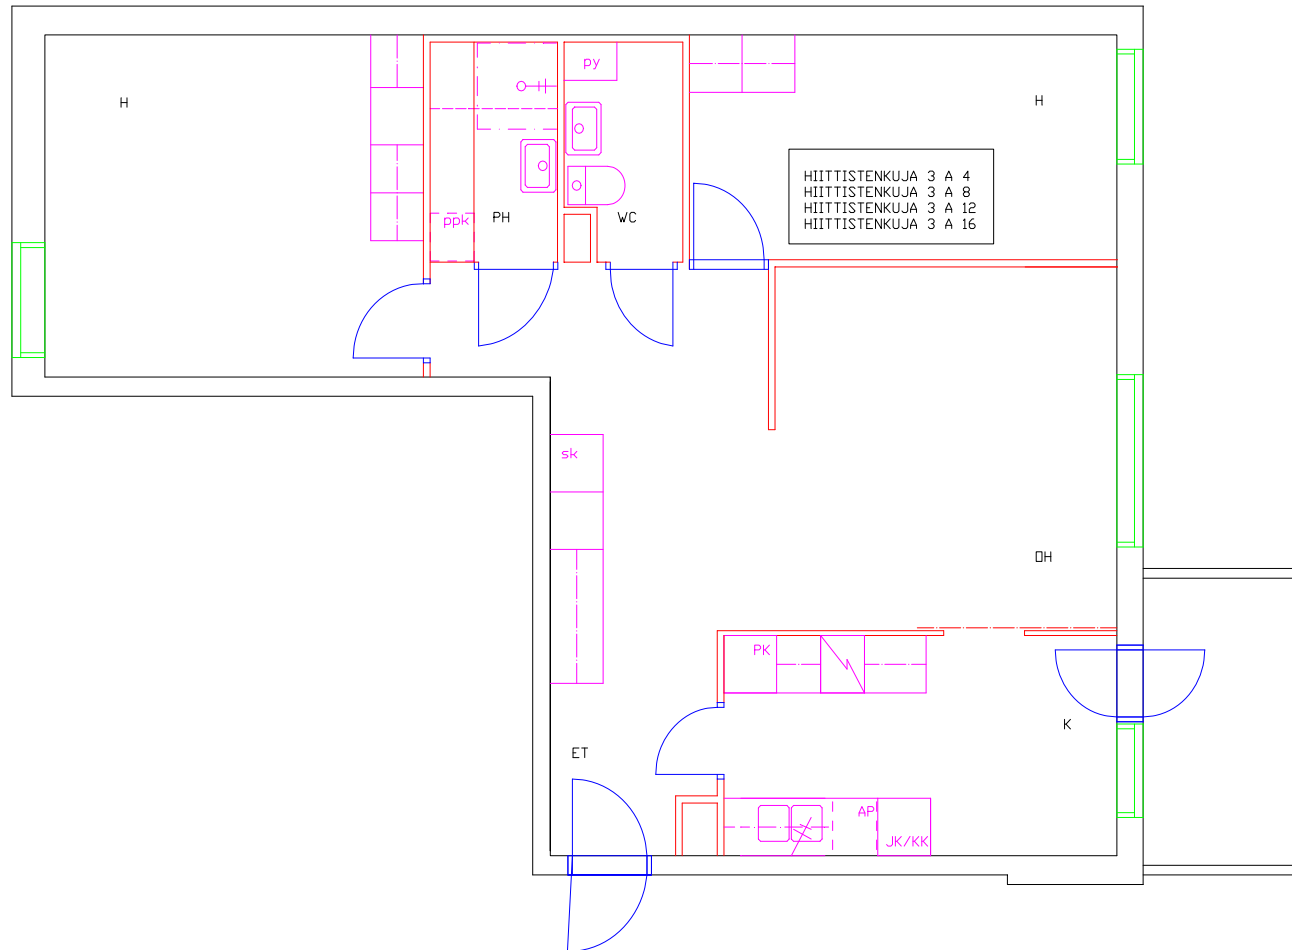 H
py
H
HIITTISTENKUJA 3 A 4
HIITTISTENKUJA 3 A 8
HIITTISTENKUJA 3 A 12
HIITTISTENKUJA 3 A 16
ppk
PH
WC
sk
OH
PK
K
ET
AP
JK/KK